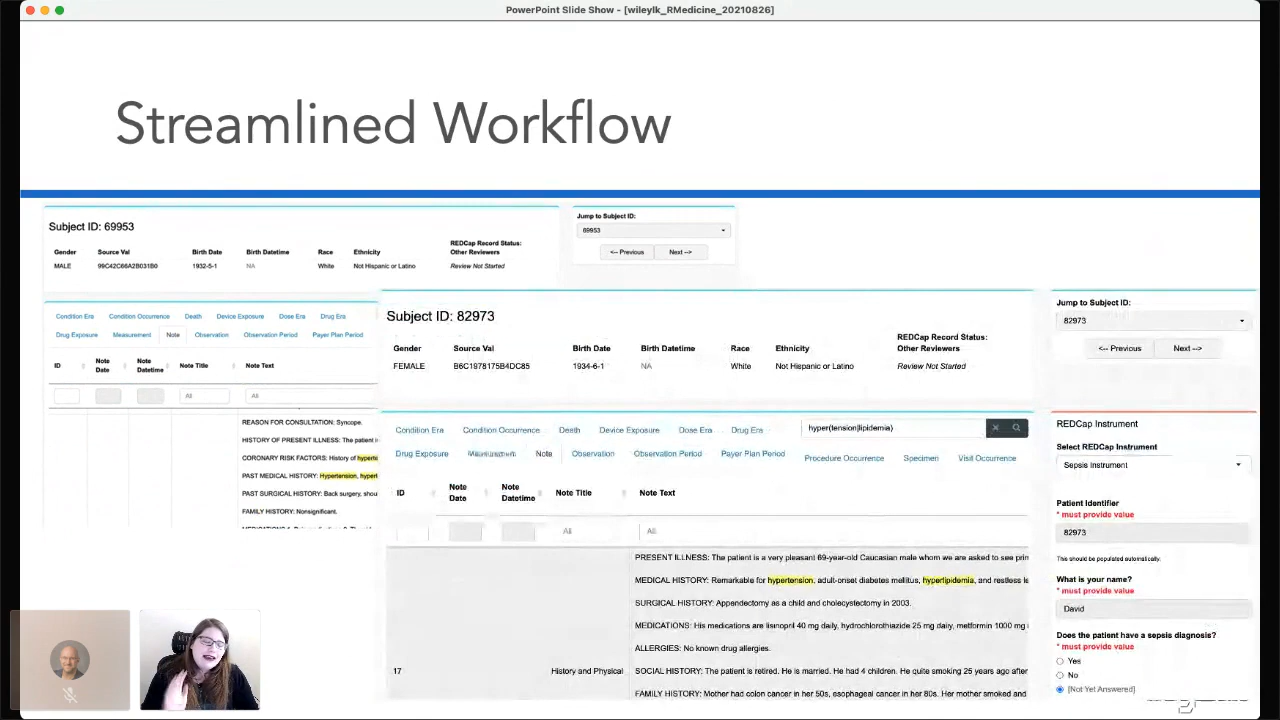 PowerPoint Slide Show - [wileylk_RMedicine_20210826]
Streamlined Workflow
Subject ID: 69953
Gender Source Val Birth Date Birth Datetime Race Ethnicity REDCap Record Status: Other Reviewers
MALE 99C42C66A2B031B0 1932-5-1 NA White Not Hispanic or Latino Review Not Started
Jump to Subject ID:
69953
<-- Previous Next -->
Condition Era Condition Occurrence Death Device Exposure Dose Era Drug Era
Drug Exposure Measurement Note Observation Observation Period Payer Plan Period
ID Note Date Note Datetime Note Title Note Text
All All
REASON FOR CONSULTATION: Syncope.
HISTORY OF PRESENT ILLNESS: The patient i
CORONARY RISK FACTORS: History of hyperte
PAST MEDICAL HISTORY: Hypertension, hyperl
PAST SURGICAL HISTORY: Back surgery, shou
FAMILY HISTORY: Nonsignificant.
Subject ID: 82973
Gender Source Val Birth Date Birth Datetime Race Ethnicity REDCap Record Status: Other Reviewers
FEMALE B6C1978175B4DC85 1934-6-1 NA White Not Hispanic or Latino Review Not Started
Jump to Subject ID:
82973
<-- Previous Next -->
Condition Era Condition Occurrence Death Device Exposure Dose Era Drug Era
hyper(tension|lipidemia)
Drug Exposure Measurement Note Observation Observation Period Payer Plan Period Procedure Occurrence Specimen Visit Occurrence
ID Note Date Note Datetime Note Title Note Text
All All
PRESENT ILLNESS: The patient is a very pleasant 69-year-old Caucasian male whom we are asked to see prin
MEDICAL HISTORY: Remarkable for hypertension, adult-onset diabetes mellitus, hyperlipidemia, and restless le
SURGICAL HISTORY: Appendectomy as a child and cholecystectomy in 2003.
MEDICATIONS: His medications are lisinopril 40 mg daily, hydrochlorothiazide 25 mg daily, metformin 1000 mg
ALLERGIES: No known drug allergies.
17 History and Physical SOCIAL HISTORY: The patient is retired. He is married. He had 4 children. He quite smoking 25 years ago after
FAMILY HISTORY: Mother had colon cancer in her 50s, esophageal cancer in her 80s. Her mother smoked and
REDCap Instrument
Select REDCap Instrument
Sepsis Instrument
Patient Identifier
* must provide value
82973
This should be populated automatically.
What is your name?
* must provide value
David
Does the patient have a sepsis diagnosis?
* must provide value
Yes
No
[Not Yet Answered]